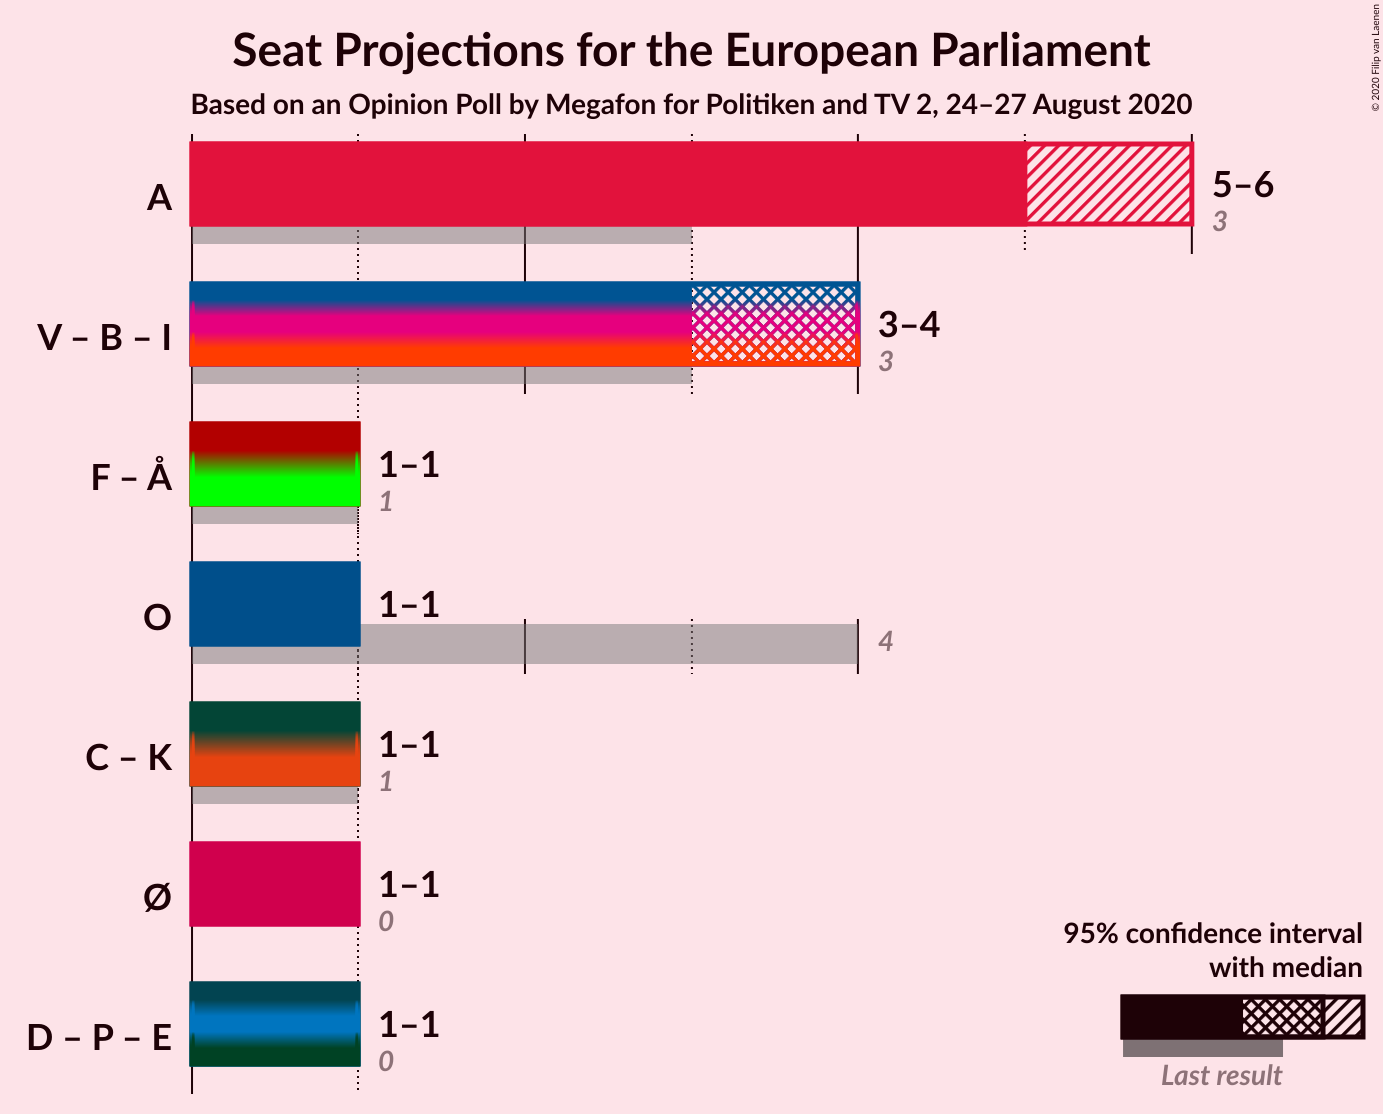 Seat Projections for the European Parliament
Based on an Opinion Poll by Megafon for Politiken and TV 2, 24–27 August 2020
© 2020 Filip van Laenen
A
5–6
3
V – B – I
3–4
3
F – Å
1–1
1
O
1–1
4
C – K
1–1
1
Ø
1–1
0
D – P – E
1–1
0
95% confidence interval
with median
Last result